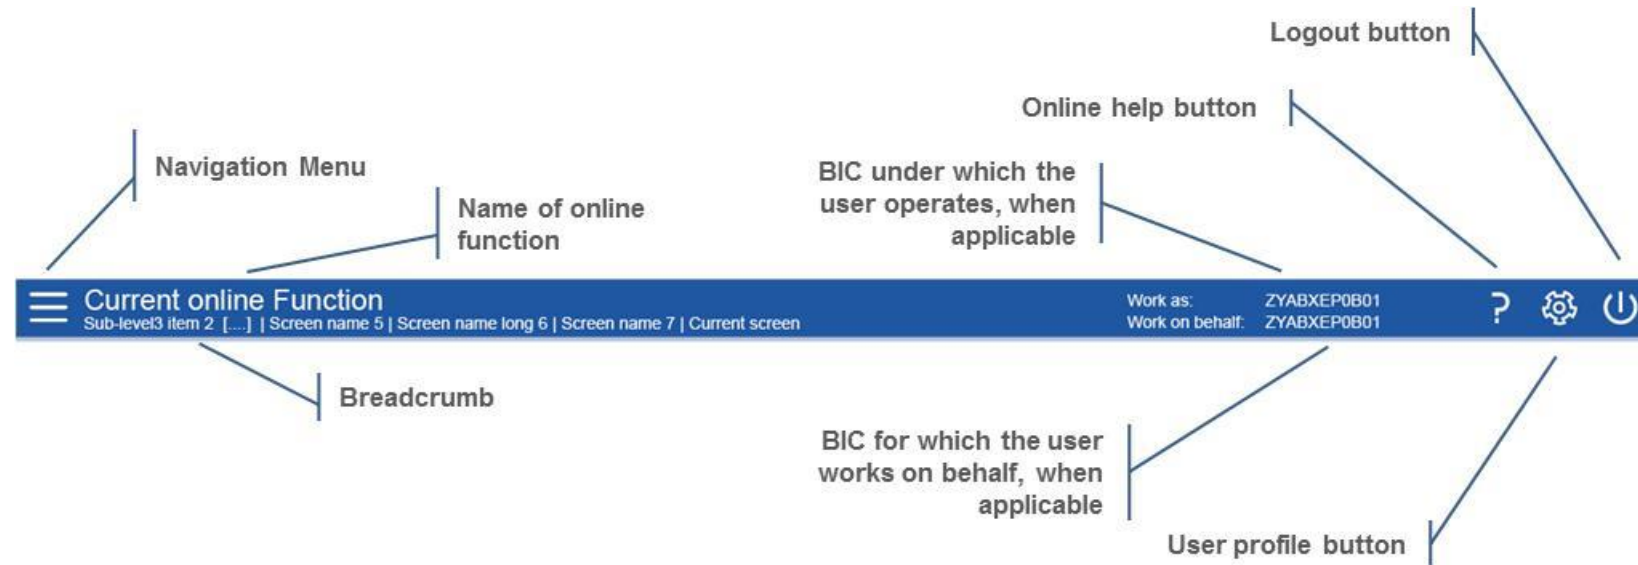 Logout button
Online help button
Navigation Menu
BIC under which the
user operates, when
applicable
Name of online
function
Current online Function
Sub-level3 item 2 [....] | Screen name 5 | Screen name long 6 | Screen name 7 | Current screen
Work as: ZYABXEP0B01
Work on behalf: ZYABXEP0B01
?
Breadcrumb
BIC for which the user
works on behalf, when
applicable
User profile button